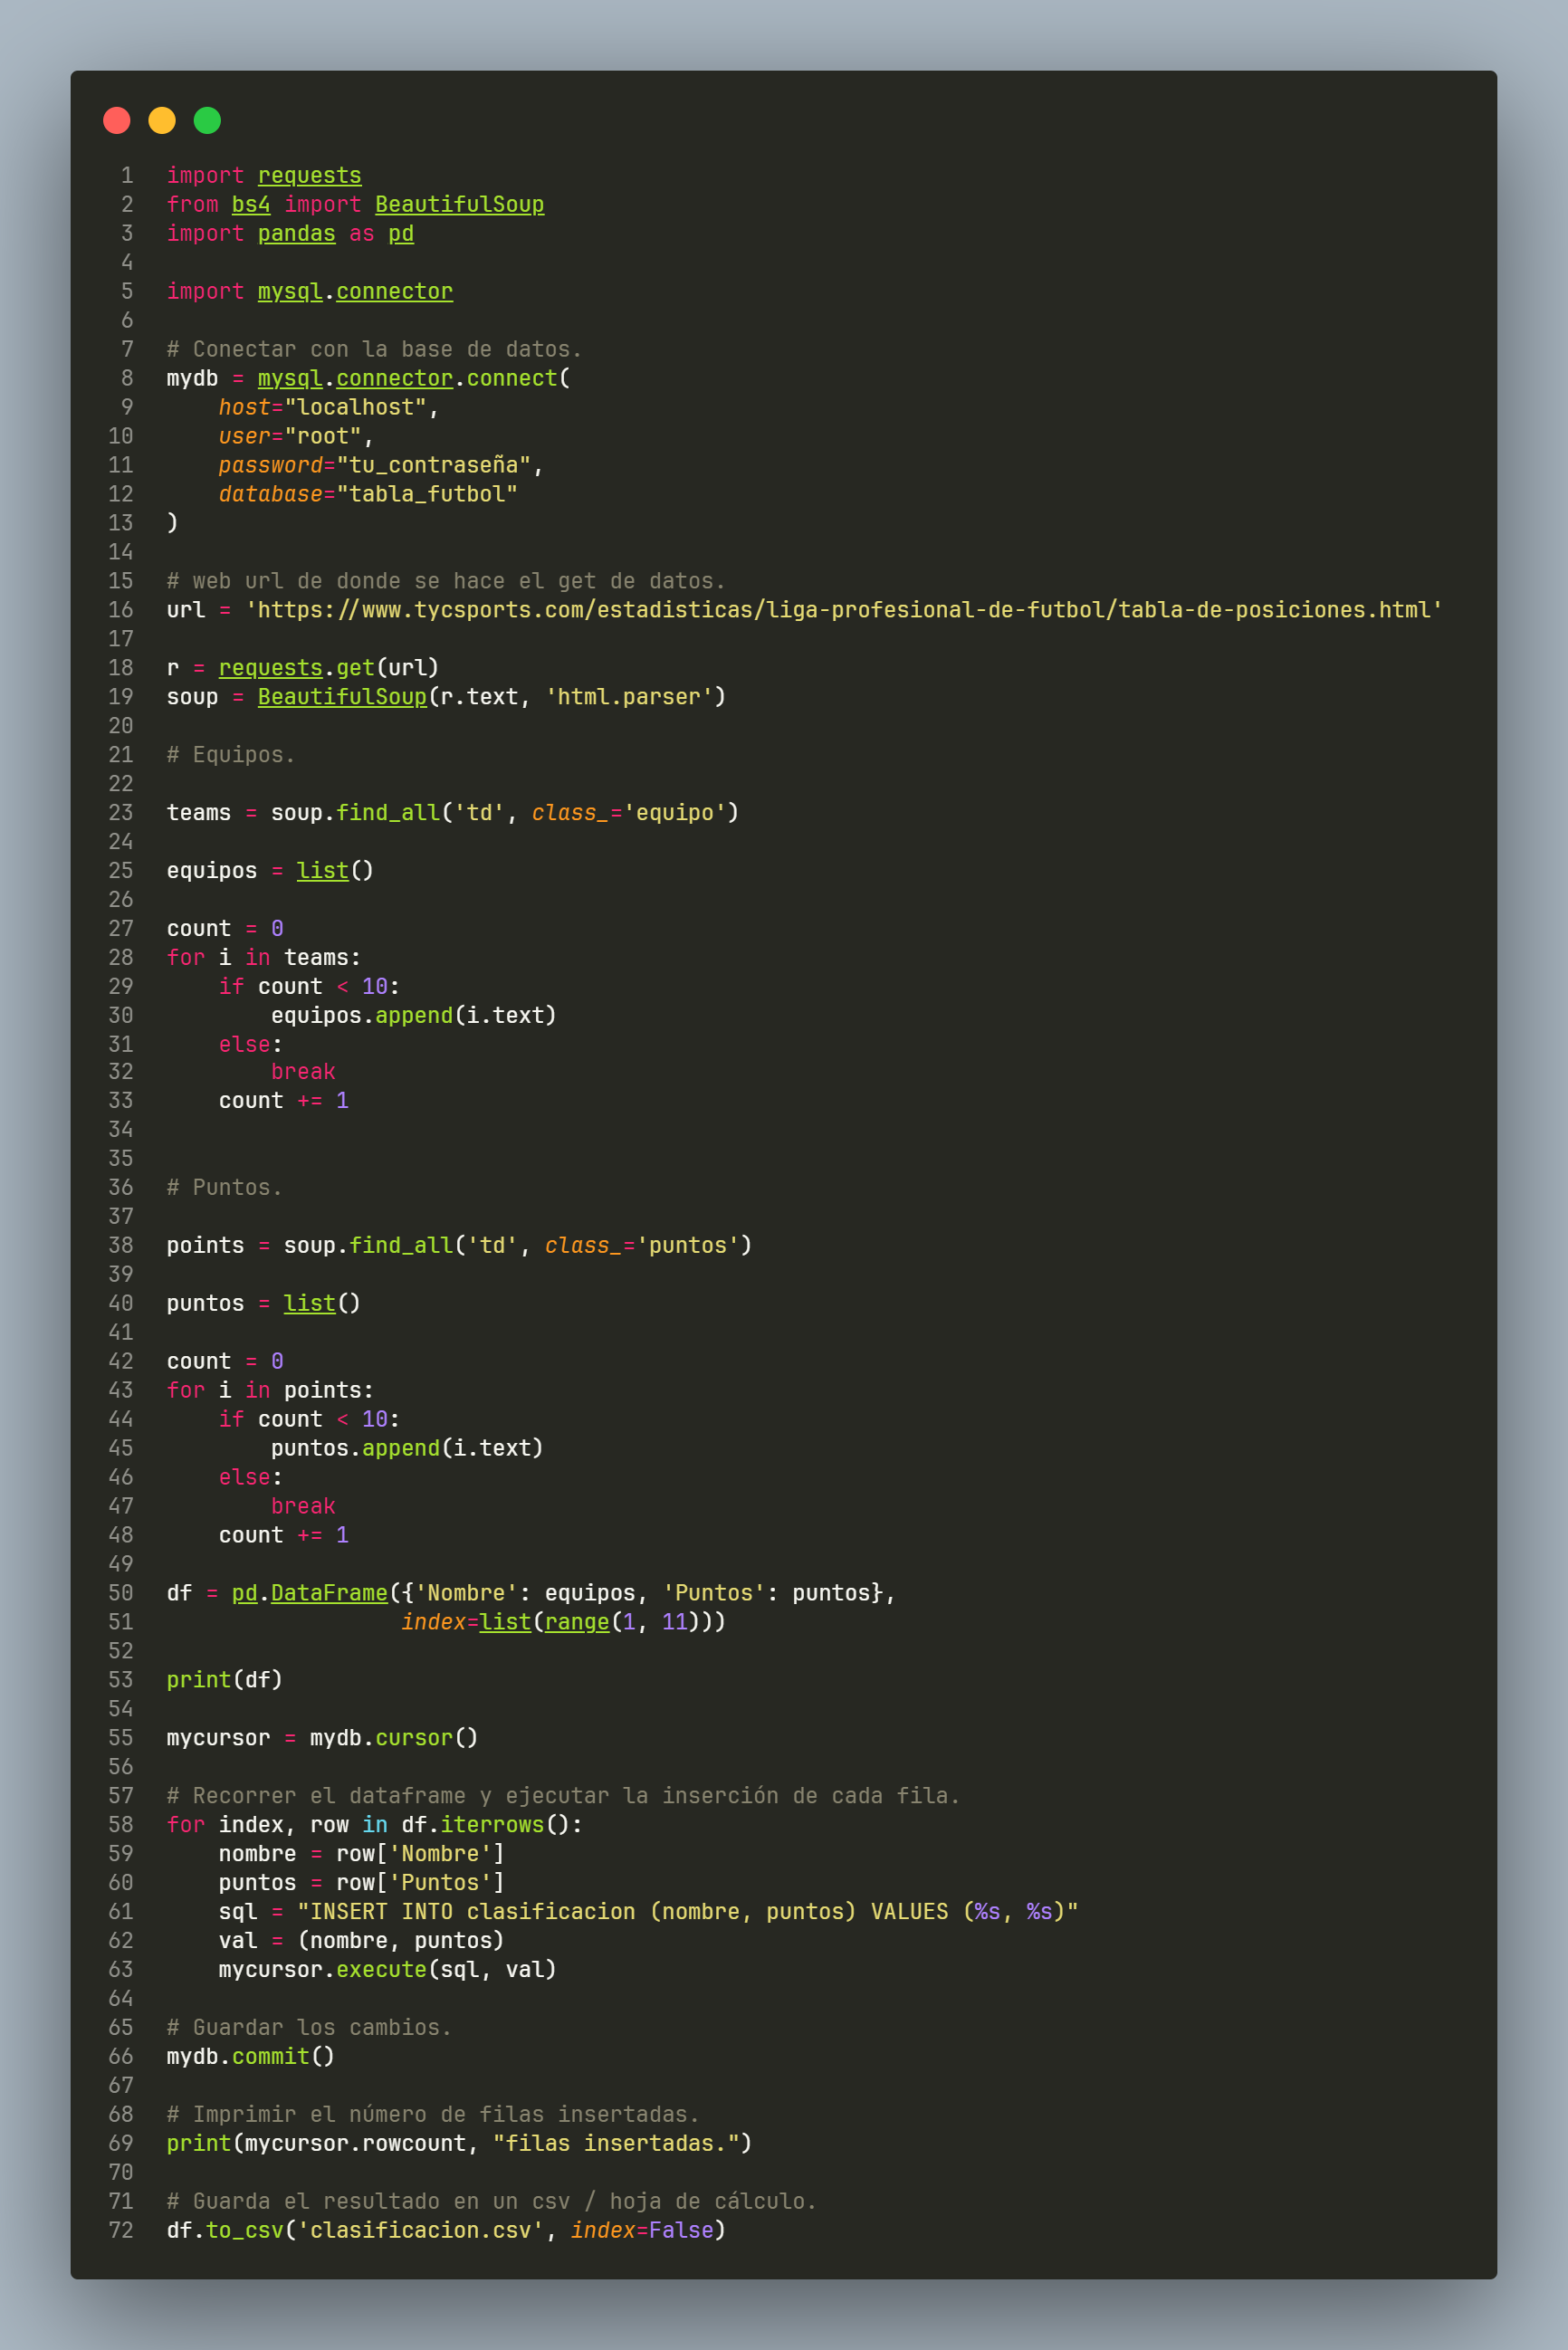 1 import requests
2 from bs4 import BeautifulSoup
3 import pandas as pd
4
5 import mysql.connector
6
7 # Conectar con la base de datos.
8 mydb = mysql.connector.connect(
9     host="localhost",
10     user="root",
11     password="tu_contraseña",
12     database="tabla_futbol"
13 )
14
15 # web url de donde se hace el get de datos.
16 url = 'https://www.tycsports.com/estadisticas/liga-profesional-de-futbol/tabla-de-posiciones.html'
17
18 r = requests.get(url)
19 soup = BeautifulSoup(r.text, 'html.parser')
20
21 # Equipos.
22
23 teams = soup.find_all('td', class_='equipo')
24
25 equipos = list()
26
27 count = 0
28 for i in teams:
29     if count < 10:
30         equipos.append(i.text)
31     else:
32         break
33     count += 1
34
35
36 # Puntos.
37
38 points = soup.find_all('td', class_='puntos')
39
40 puntos = list()
41
42 count = 0
43 for i in points:
44     if count < 10:
45         puntos.append(i.text)
46     else:
47         break
48     count += 1
49
50 df = pd.DataFrame({'Nombre': equipos, 'Puntos': puntos},
51                   index=list(range(1, 11)))
52
53 print(df)
54
55 mycursor = mydb.cursor()
56
57 # Recorrer el dataframe y ejecutar la inserción de cada fila.
58 for index, row in df.iterrows():
59     nombre = row['Nombre']
60     puntos = row['Puntos']
61     sql = "INSERT INTO clasificacion (nombre, puntos) VALUES (%s, %s)"
62     val = (nombre, puntos)
63     mycursor.execute(sql, val)
64
65 # Guardar los cambios.
66 mydb.commit()
67
68 # Imprimir el número de filas insertadas.
69 print(mycursor.rowcount, "filas insertadas.")
70
71 # Guarda el resultado en un csv / hoja de cálculo.
72 df.to_csv('clasificacion.csv', index=False)